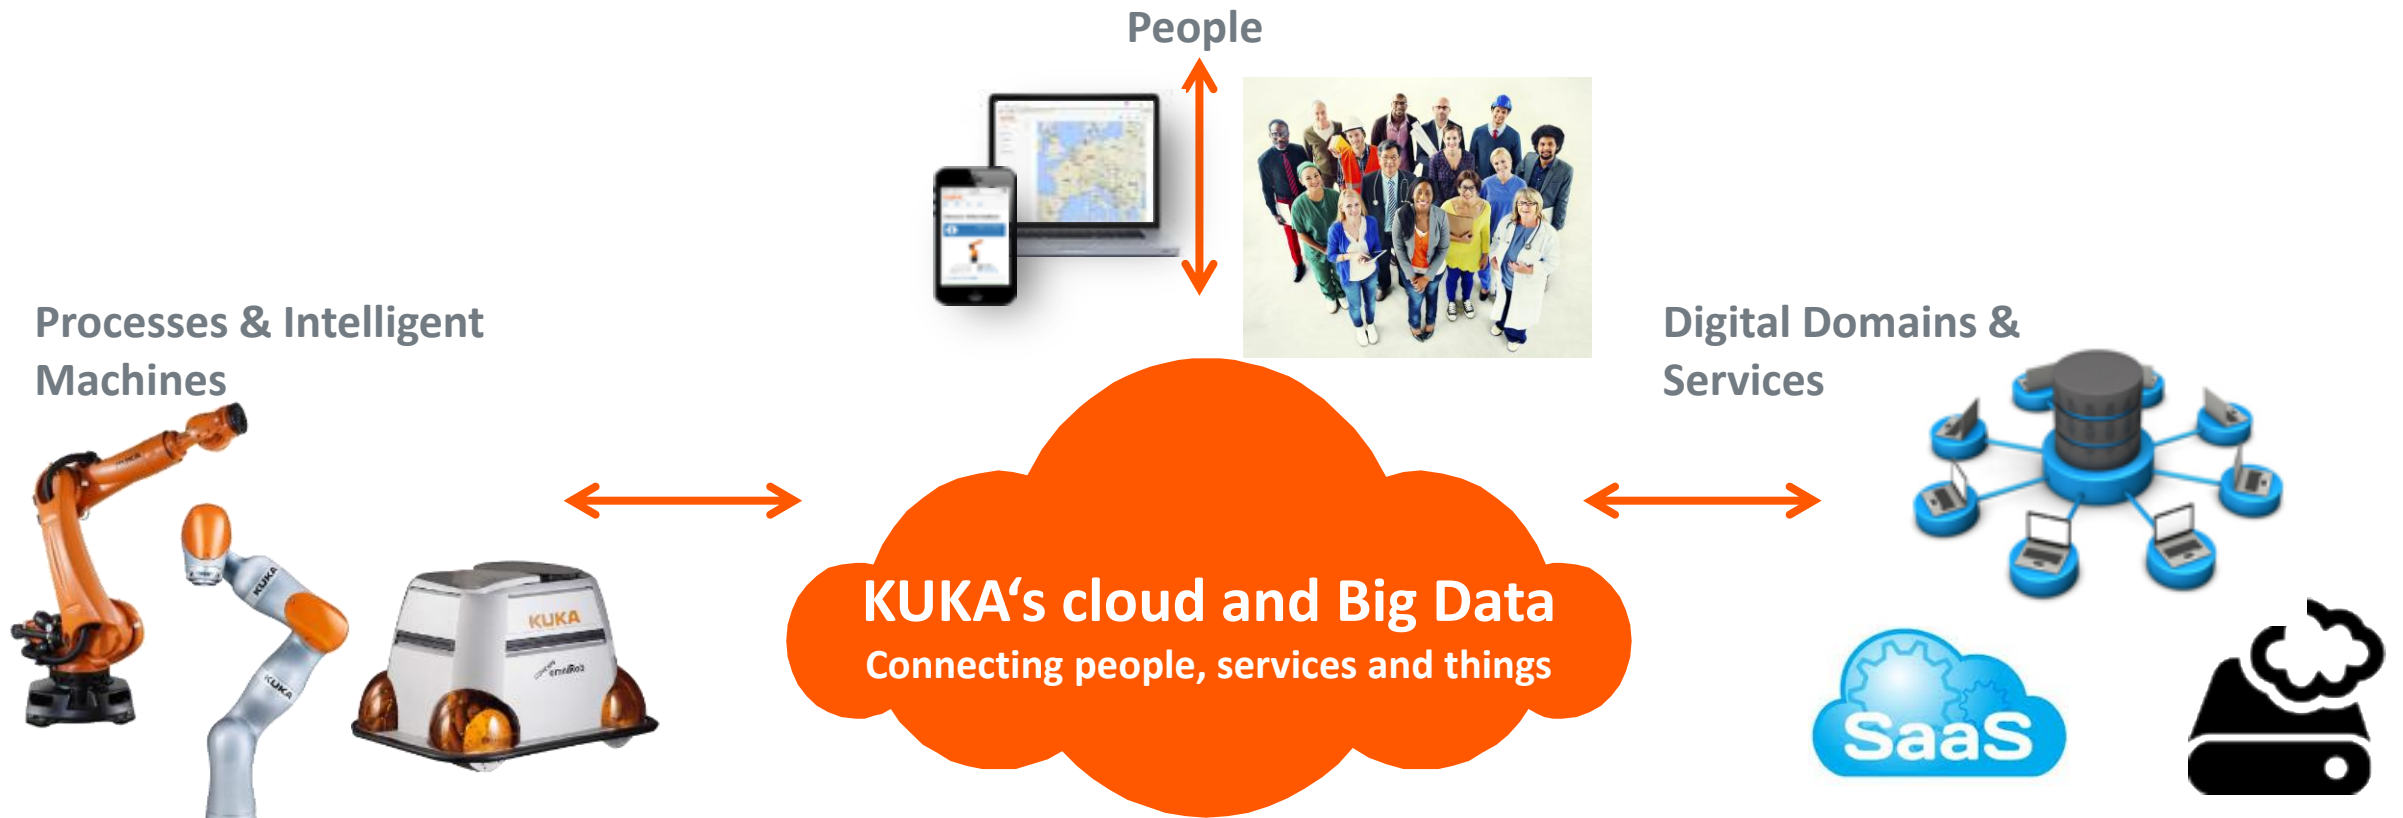 People
Processes & Intelligent
Machines
Digital Domains &
Services
KUKA
KUKA
KUKA
omniRob
KUKA‘s cloud and Big Data
Connecting people, services and things
SaaS